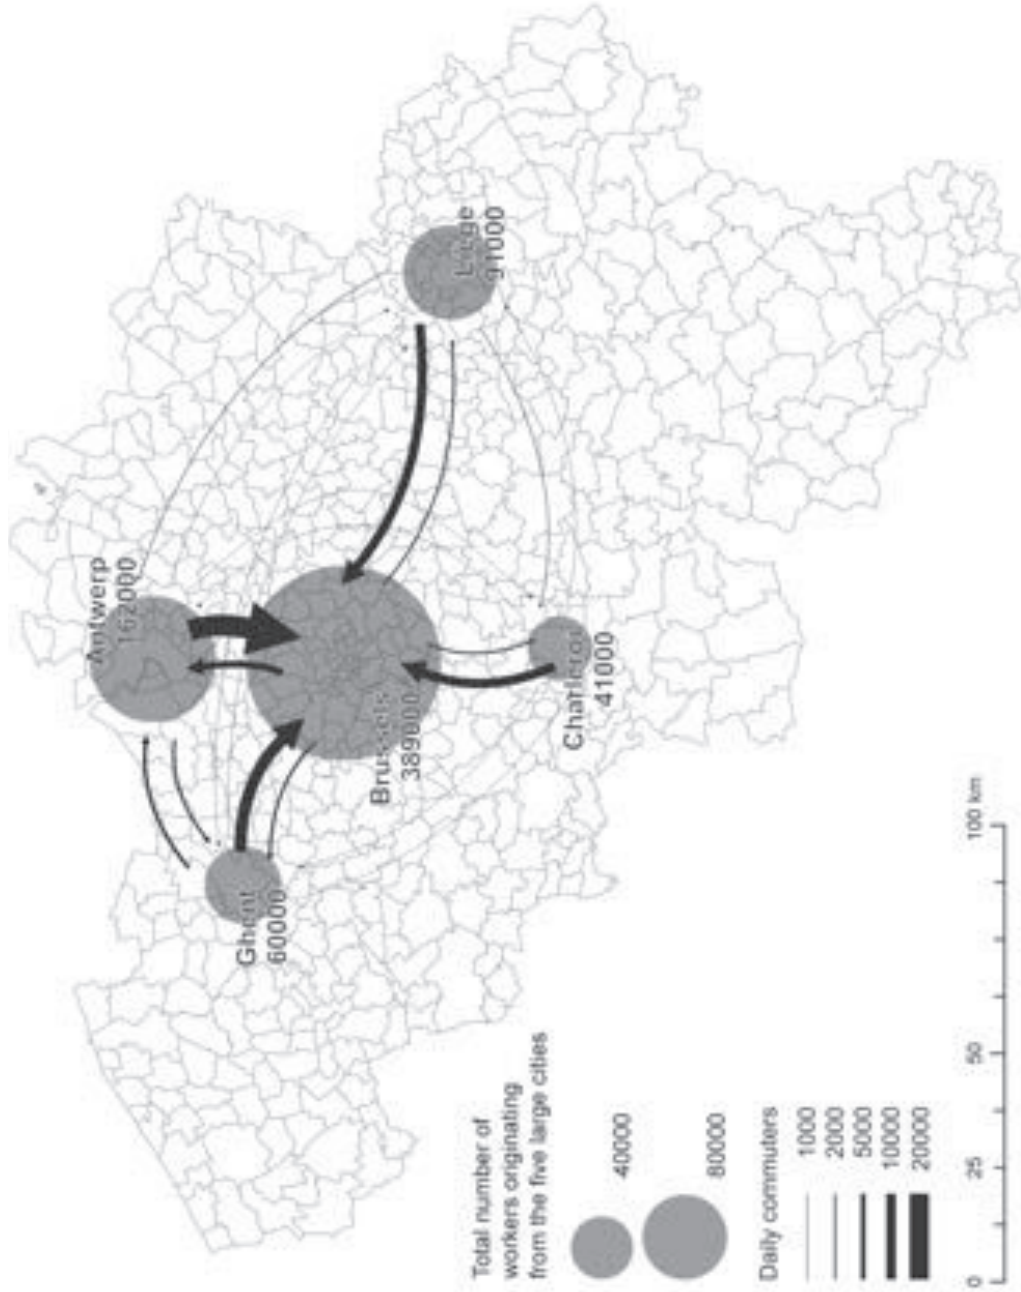 Antwerp
162000
Liege
91000
Brussels
389000
Ghent
60000
Charleroi
41000
Total number of
workers originating
from the five large cities
40000
80000
Daily commuters
1000
2000
5000
10000
20000
0
25
50
100 km